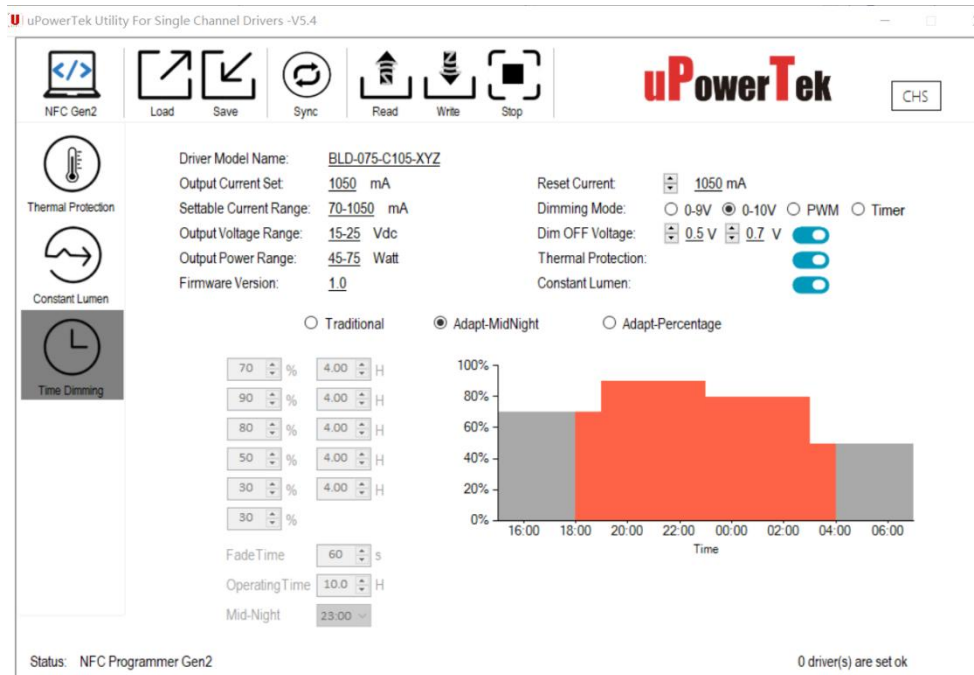 uPowerTek Utility For Single Channel Drivers -V5.4
NFC Gen2
Load
Save
Sync
Read
Write
Stop
uPowerTek
CHS
Thermal Protection
Constant Lumen
Time Dimming
Driver Model Name: BLD-075-C105-XYZ
Output Current Set: 1050 mA
Settable Current Range: 70-1050 mA
Output Voltage Range: 15-25 Vdc
Output Power Range: 45-75 Watt
Firmware Version: 1.0
Reset Current: 1050 mA
Dimming Mode: 0-9V 0-10V PWM Timer
Dim OFF Voltage: 0.5 V 0.7 V
Thermal Protection:
Constant Lumen:
Traditional Adapt-MidNight Adapt-Percentage
70 % 4.00 H
90 % 4.00 H
80 % 4.00 H
50 % 4.00 H
30 % 4.00 H
30 %
FadeTime 60 s
OperatingTime 10.0 H
Mid-Night 23:00
100%
80%
60%
40%
20%
0%
16:00 18:00 20:00 22:00 00:00 02:00 04:00 06:00
Time
Status: NFC Programmer Gen2
0 driver(s) are set ok